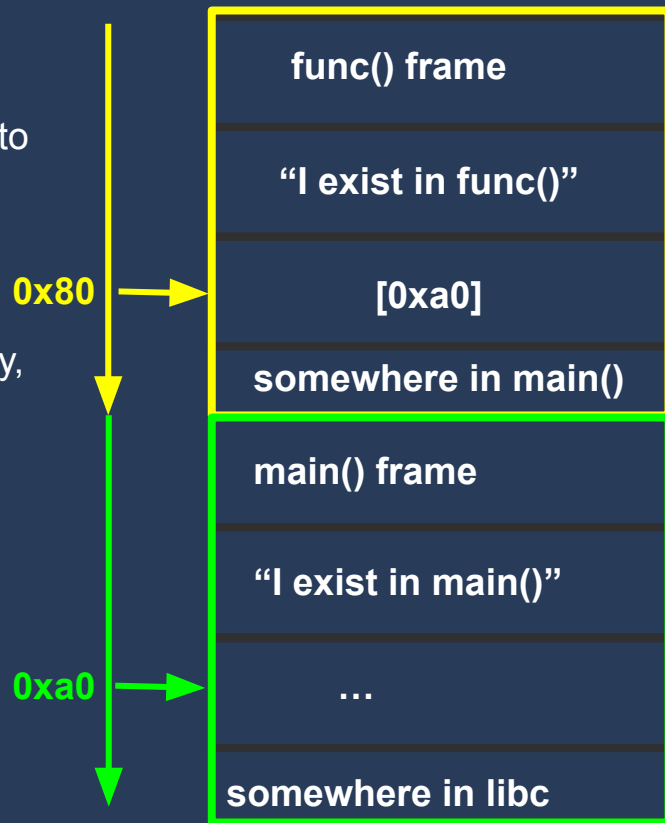 func() frame
to
“I exist in func()”
0x80
[0xa0]
y,
somewhere in main()
main() frame
“I exist in main()”
0xa0
…
somewhere in libc